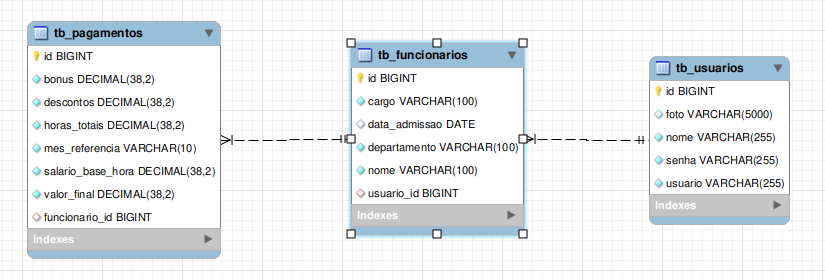 tb_pagamentos
id BIGINT
bonus DECIMAL(38,2)
descontos DECIMAL(38,2)
horas_totais DECIMAL(38,2)
mes_referencia VARCHAR(10)
salario_base_hora DECIMAL(38,2)
valor_final DECIMAL(38,2)
funcionario_id BIGINT
Indexes
tb_funcionarios
id BIGINT
cargo VARCHAR(100)
data_admissao DATE
departamento VARCHAR(100)
nome VARCHAR(100)
usuario_id BIGINT
Indexes
tb_usuarios
id BIGINT
foto VARCHAR(5000)
nome VARCHAR(255)
senha VARCHAR(255)
usuario VARCHAR(255)
Indexes